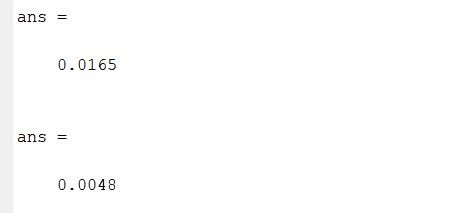 ans =
0.0165
ans =
0.0048